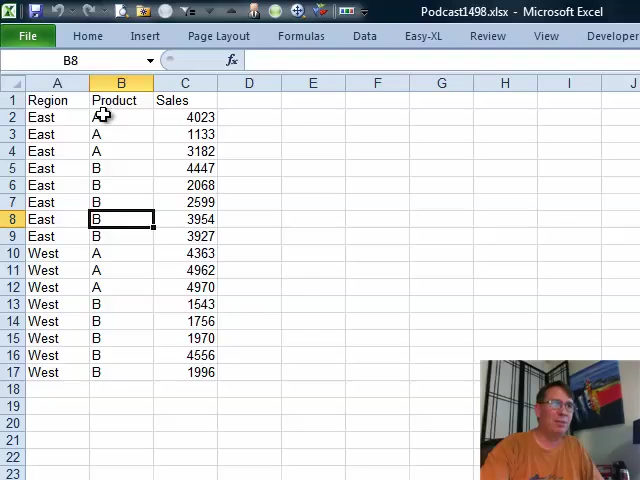 Podcast1498.xlsx - Microsoft Excel
File Home Insert Page Layout Formulas Data Easy-XL Review View Developer
B8 fx
A B C D E F G H I J
1 Region Product Sales
2 East A 4023
3 East A 1133
4 East A 3182
5 East B 4447
6 East B 2068
7 East B 2599
8 East B 3954
9 East B 3927
10 West A 4363
11 West A 4962
12 West A 4970
13 West B 1543
14 West B 1756
15 West B 1970
16 West B 4556
17 West B 1996
18
19
20
21
22
23